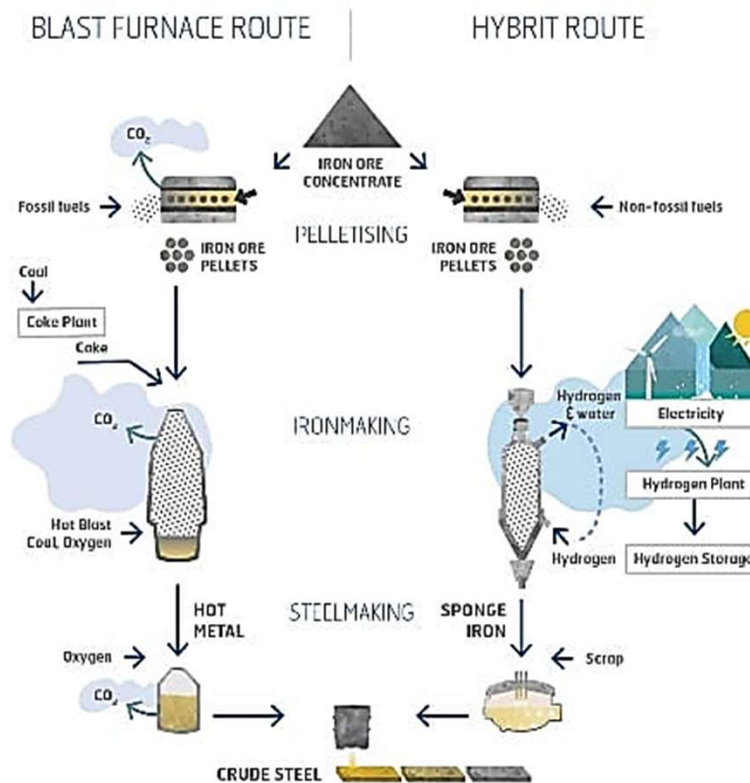 BLAST FURNACE ROUTE
HYBRIT ROUTE
CO2
IRON ORE
CONCENTRATE
Fossil fuels
Non-fossil fuels
PELLETISING
IRON ORE
PELLETS
IRON ORE
PELLETS
Coal
Coke Plant
Coke
CO2
IRONMAKING
Hydrogen
& water
Electricity
Hydrogen Plant
Hot Blast
Coal, Oxygen
Hydrogen
Hydrogen Storage
HOT
METAL
STEELMAKING
SPONGE
IRON
Oxygen
Scrap
CO2
CRUDE STEEL